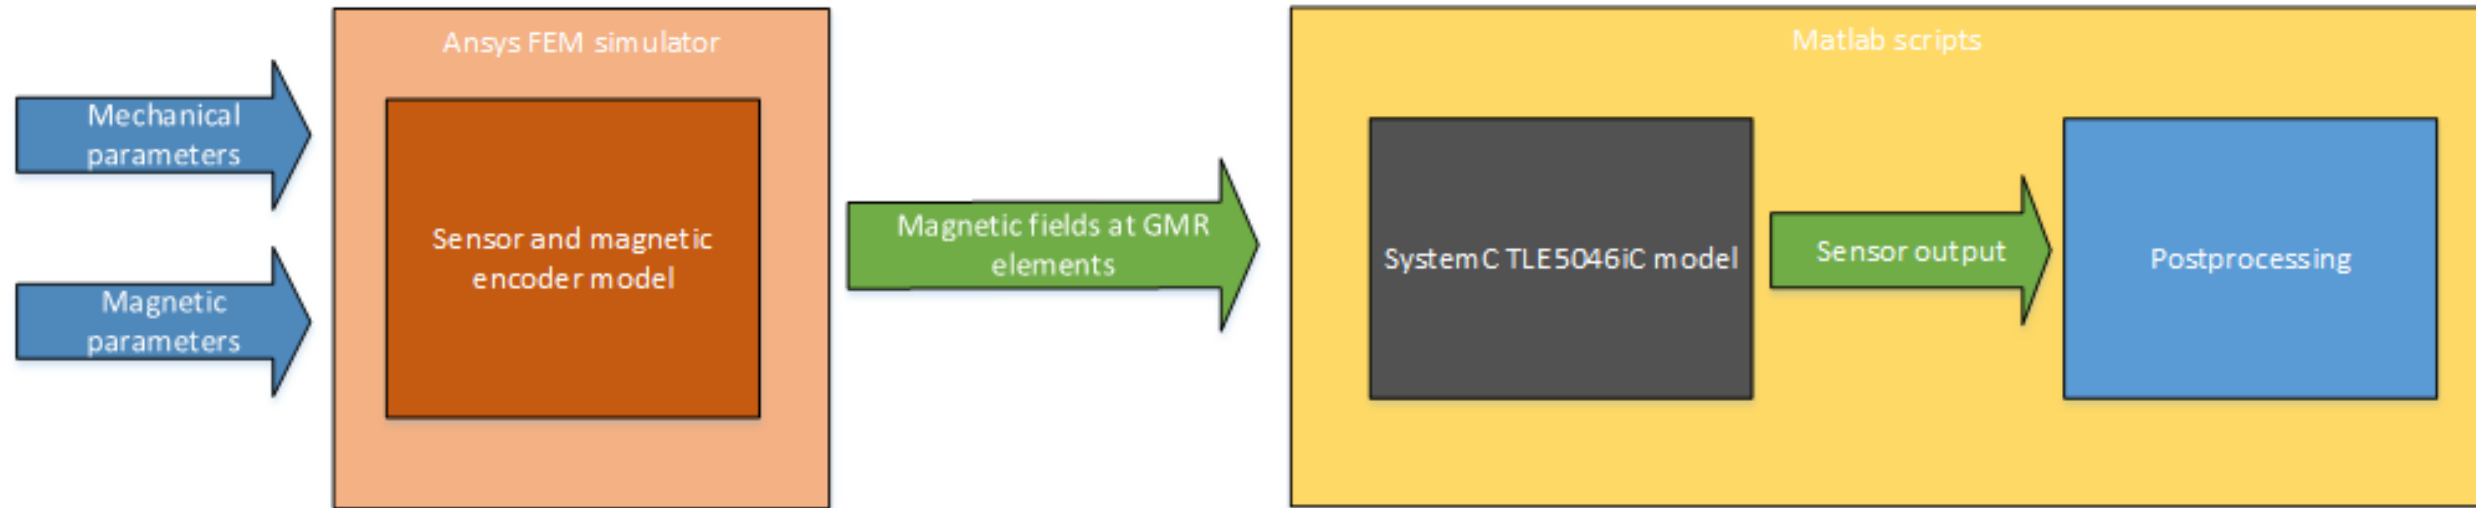 Mechanical
parameters
Magnetic
parameters
Ansys FEM simulator
Sensor and magnetic
encoder model
Magnetic fields at GMR
elements
Matlab scripts
SystemC TLE5046iC model
Sensor output
Postprocessing